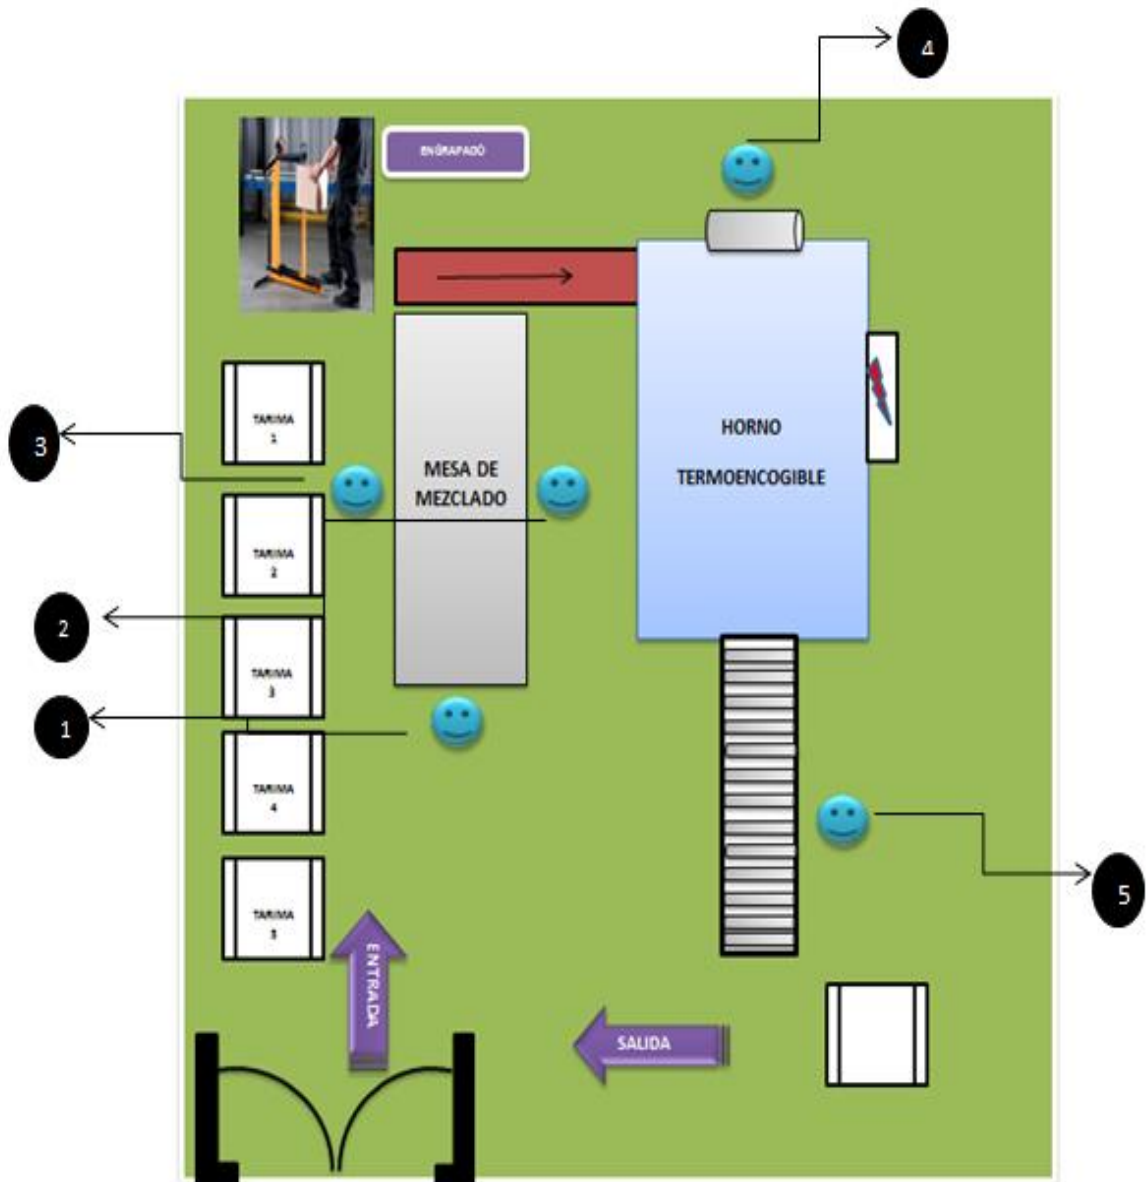 4
ENGRAPADO
TARIMA
1
3
MESA DE
MEZCLADO
HORNO
TERMOENCOGIBLE
TARIMA
2
2
TARIMA
3
1
TARIMA
4
5
TARIMA
5
ENTRADA
SALIDA